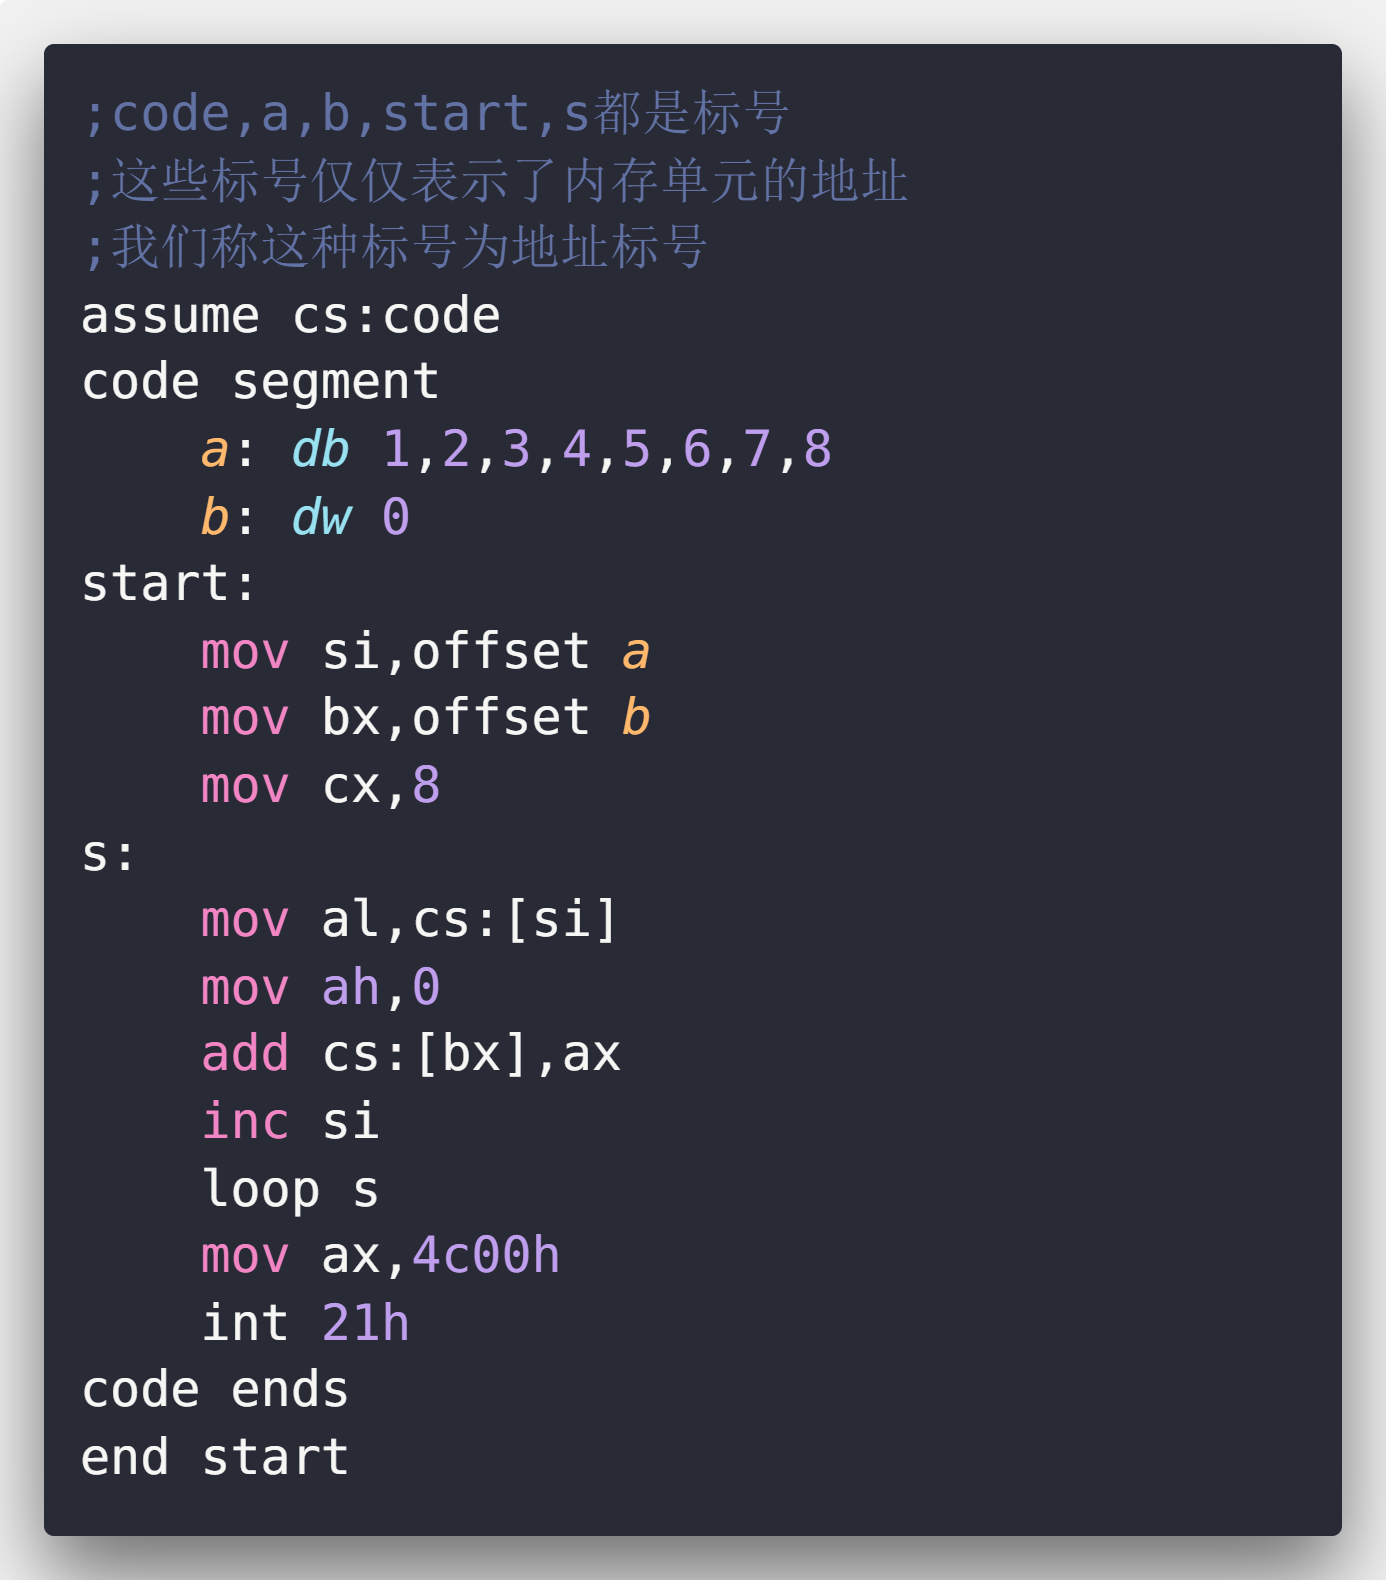 ;code,a,b,start,s都是标号
;这些标号仅仅表示了内存单元的地址
;我们称这种标号为地址标号
assume cs:code
code segment
    a: db 1,2,3,4,5,6,7,8
    b: dw 0
start:
    mov si,offset a
    mov bx,offset b
    mov cx,8
s:
    mov al,cs:[si]
    mov ah,0
    add cs:[bx],ax
    inc si
    loop s
    mov ax,4c00h
    int 21h
code ends
end start